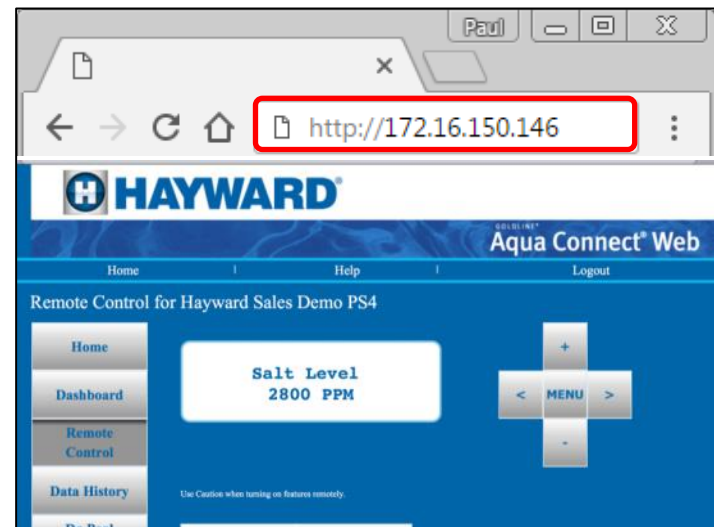 Paul
http://172.16.150.146
HAYWARD®
GOLDLINE®
Aqua Connect® Web
Home | Help | Logout
Remote Control for Hayward Sales Demo PS4
Home
Dashboard
Remote
Control
Data History
Salt Level
2800 PPM
+
< MENU >
-
Use Caution when turning on features remotely.